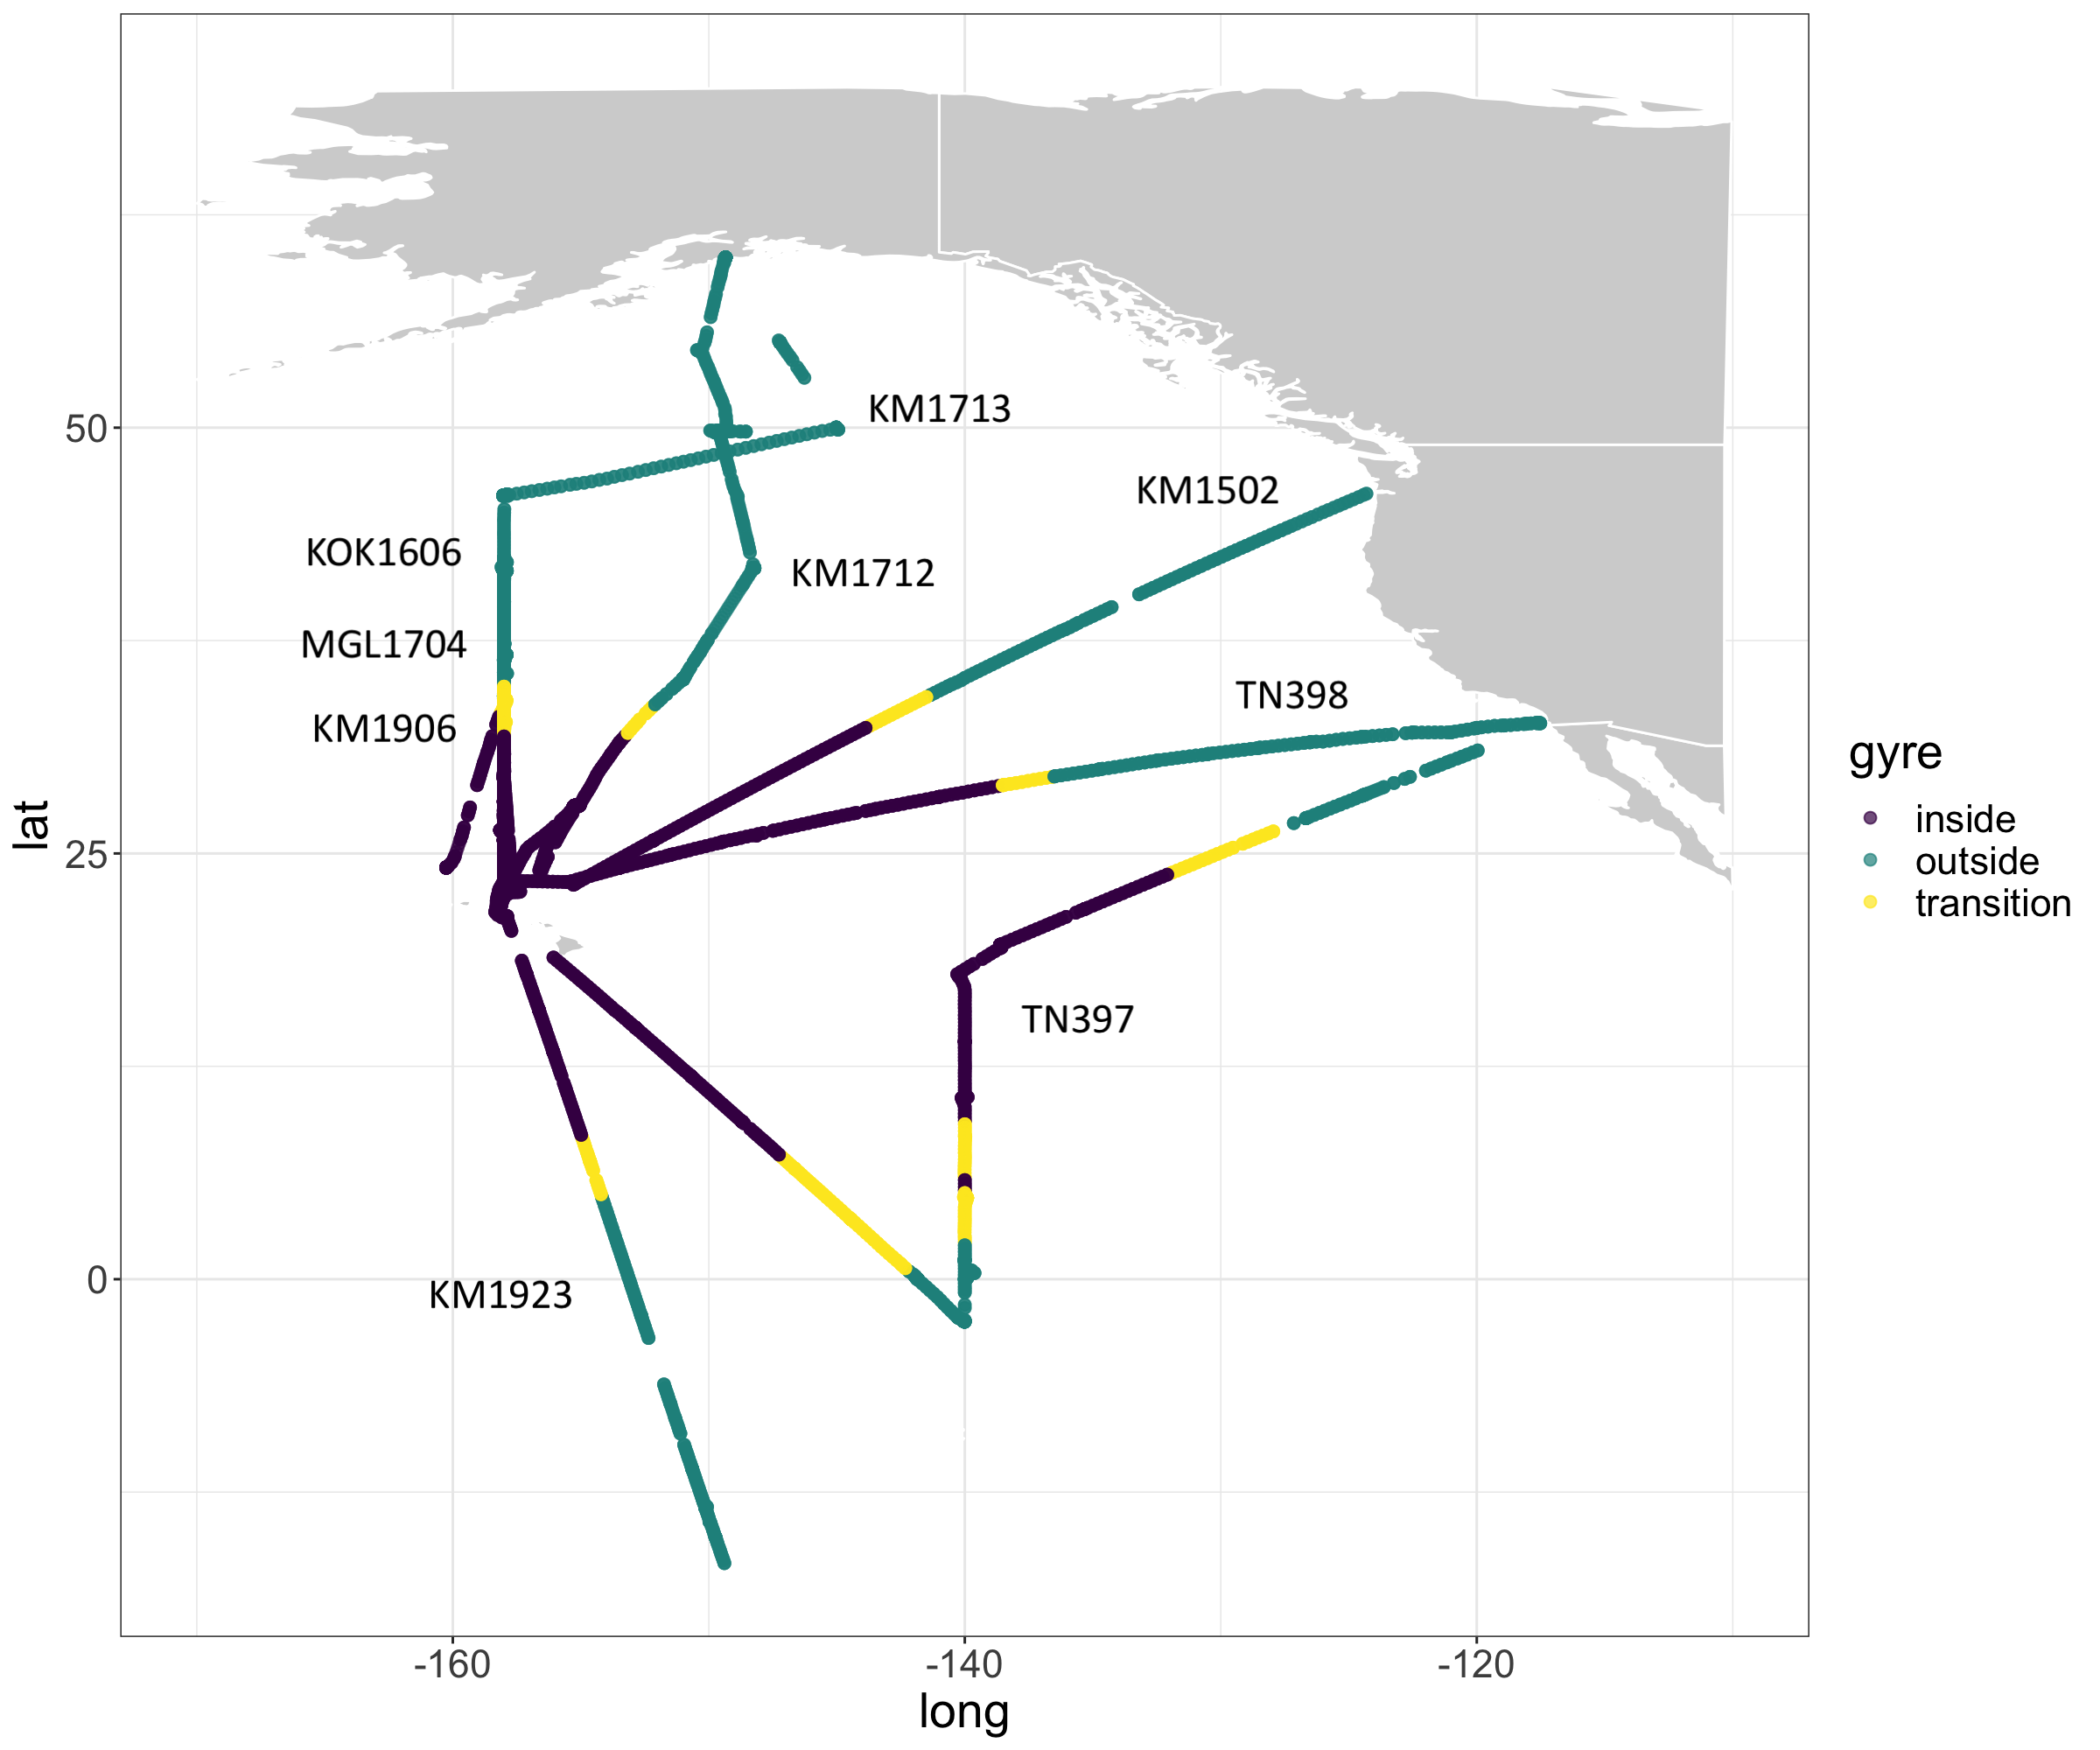 KM1713
50
KM1502
KOK1606
KM1712
MGL1704
TN398
KM1906
gyre
inside
lat
25
outside
transition
TN397
0
KM1923
-160
-140
-120
long